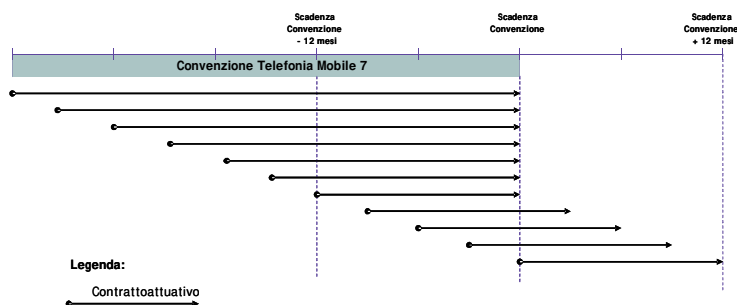 Scadenza
Convenzione
- 12 mesi
Scadenza
Convenzione
Scadenza
Convenzione
+ 12 mesi
Convenzione Telefonia Mobile 7
Legenda:
Contrattoattuativo